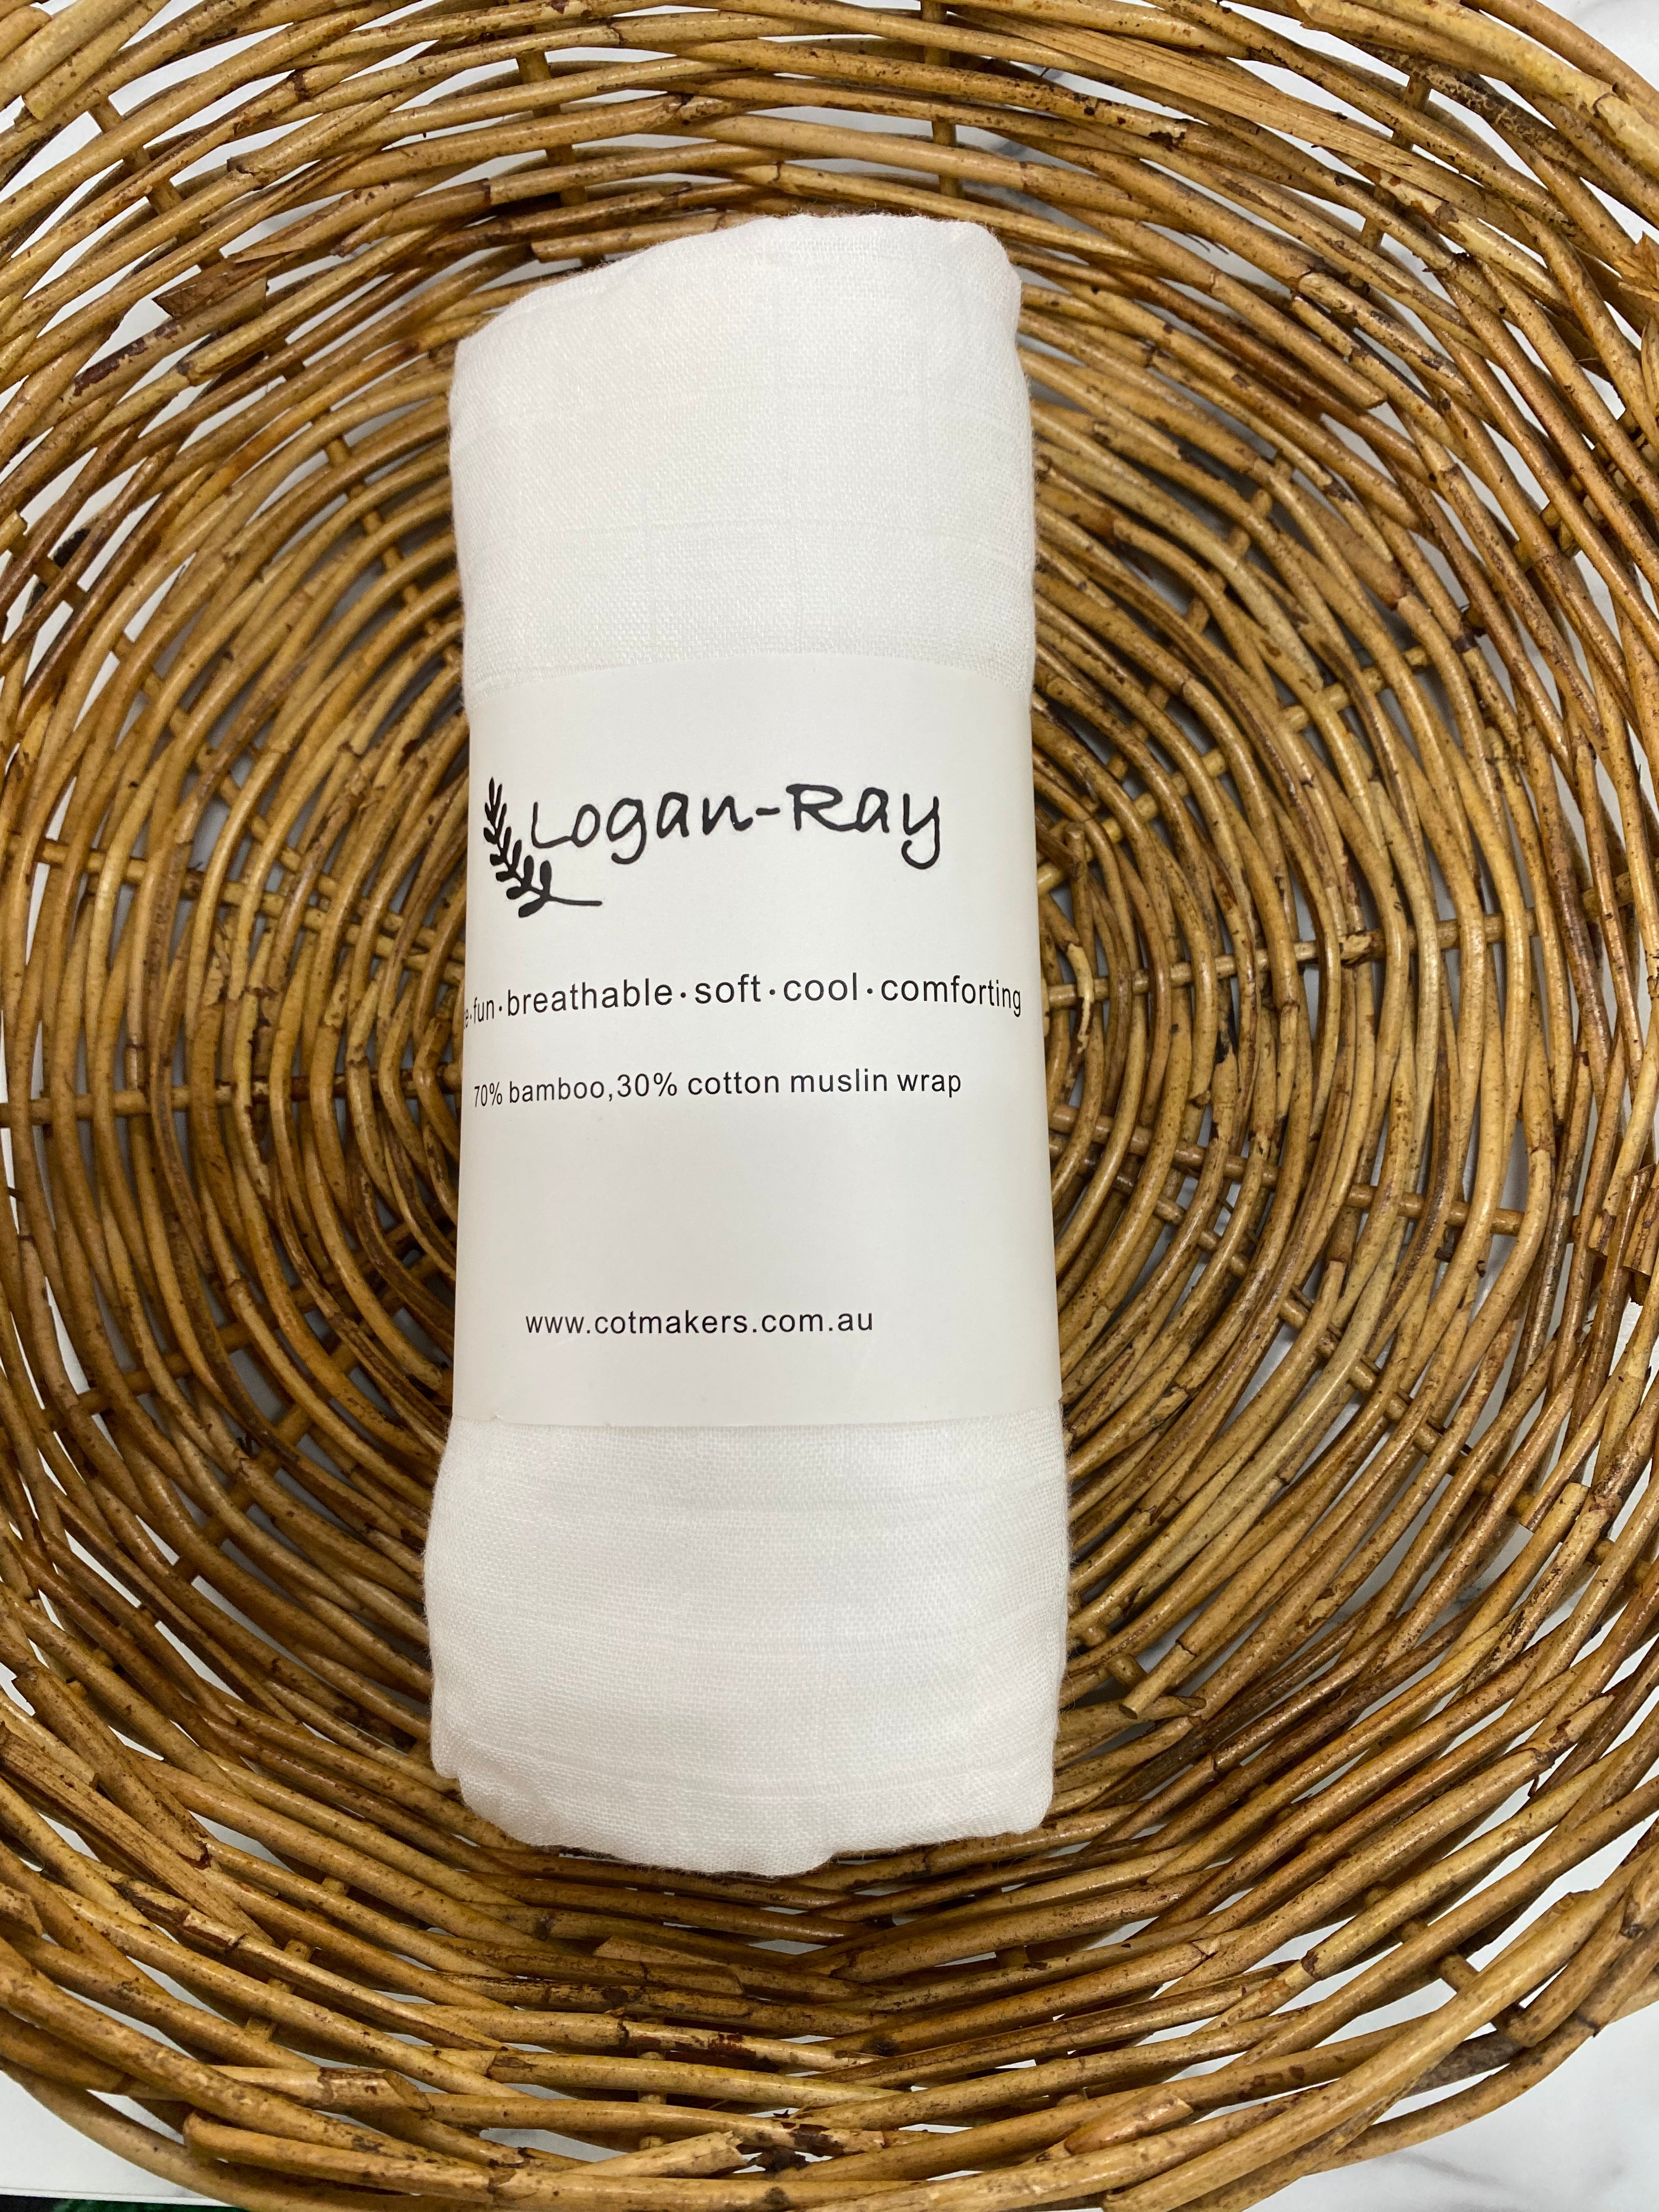 Logan-Ray
fun·breathable·soft·cool·comforting
70% bamboo,30% cotton muslin wrap
www.cotmakers.com.au